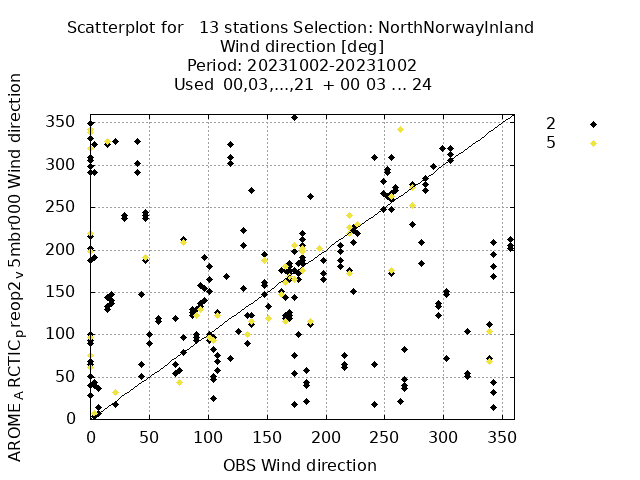 Scatterplot for 13 stations Selection: NorthNorwayInland
Wind direction [deg]
Period: 20231002-20231002
Used 00,03,...,21 + 00 03 ... 24
AROME_ARCTIC_preop2_v5mbr000 Wind direction
350
300
250
200
150
100
50
0
0 50 100 150 200 250 300 350
OBS Wind direction
2
5